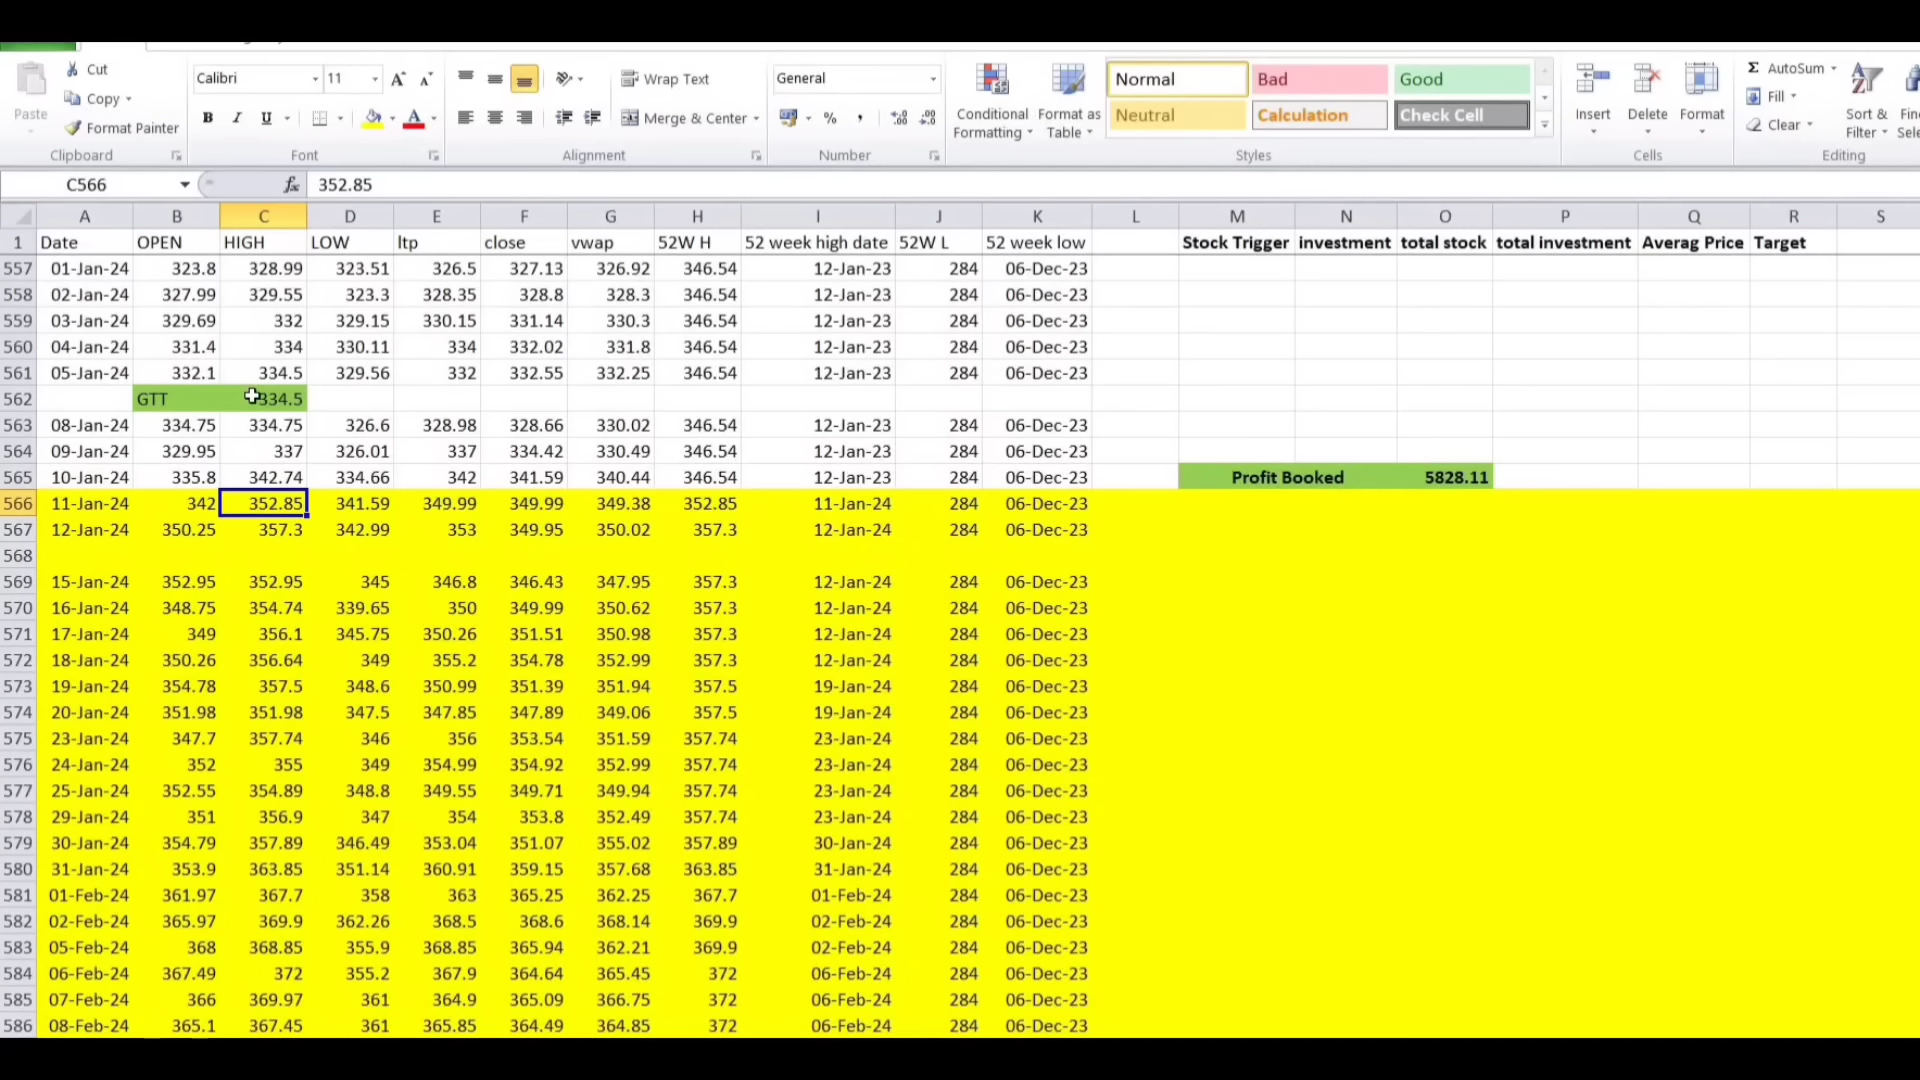 Cut
Calibri 11 A A Wrap Text General Normal Bad Good AutoSum
Paste Copy Conditional Formatting Format as Table Insert Delete Format Fill Sort & Filter
Format Painter B I U Merge & Center % , Neutral Calculation Check Cell Clear
Clipboard Font Alignment Number Styles Cells Editing
C566 fx 352.85
A B C D E F G H I J K L M N O P Q R S
1 Date OPEN HIGH LOW ltp close vwap 52W H 52 week high date 52W L 52 week low Stock Trigger investment total stock total investment Averag Price Target
557 01-Jan-24 323.8 328.99 323.51 326.5 327.13 326.92 346.54 12-Jan-23 284 06-Dec-23
558 02-Jan-24 327.99 329.55 323.3 328.35 328.8 328.3 346.54 12-Jan-23 284 06-Dec-23
559 03-Jan-24 329.69 332 329.15 330.15 331.14 330.3 346.54 12-Jan-23 284 06-Dec-23
560 04-Jan-24 331.4 334 330.11 334 332.02 331.8 346.54 12-Jan-23 284 06-Dec-23
561 05-Jan-24 332.1 334.5 329.56 332 332.55 332.25 346.54 12-Jan-23 284 06-Dec-23
562 GTT 334.5
563 08-Jan-24 334.75 334.75 326.6 328.98 328.66 330.02 346.54 12-Jan-23 284 06-Dec-23
564 09-Jan-24 329.95 337 326.01 337 334.42 330.49 346.54 12-Jan-23 284 06-Dec-23
565 10-Jan-24 335.8 342.74 334.66 342 341.59 340.44 346.54 12-Jan-23 284 06-Dec-23 Profit Booked 5828.11
566 11-Jan-24 342 352.85 341.59 349.99 349.99 349.38 352.85 11-Jan-24 284 06-Dec-23
567 12-Jan-24 350.25 357.3 342.99 353 349.95 350.02 357.3 12-Jan-24 284 06-Dec-23
568
569 15-Jan-24 352.95 352.95 345 346.8 346.43 347.95 357.3 12-Jan-24 284 06-Dec-23
570 16-Jan-24 348.75 354.74 339.65 350 349.99 350.62 357.3 12-Jan-24 284 06-Dec-23
571 17-Jan-24 349 356.1 345.75 350.26 351.51 350.98 357.3 12-Jan-24 284 06-Dec-23
572 18-Jan-24 350.26 356.64 349 355.2 354.78 352.99 357.3 12-Jan-24 284 06-Dec-23
573 19-Jan-24 354.78 357.5 348.6 350.99 351.39 351.94 357.5 19-Jan-24 284 06-Dec-23
574 20-Jan-24 351.98 351.98 347.5 347.85 347.89 349.06 357.5 19-Jan-24 284 06-Dec-23
575 23-Jan-24 347.7 357.74 346 356 353.54 351.59 357.74 23-Jan-24 284 06-Dec-23
576 24-Jan-24 352 355 349 354.99 354.92 352.99 357.74 23-Jan-24 284 06-Dec-23
577 25-Jan-24 352.55 354.89 348.8 349.55 349.71 349.94 357.74 23-Jan-24 284 06-Dec-23
578 29-Jan-24 351 356.9 347 354 353.8 352.49 357.74 23-Jan-24 284 06-Dec-23
579 30-Jan-24 354.79 357.89 346.49 353.04 351.07 355.02 357.89 30-Jan-24 284 06-Dec-23
580 31-Jan-24 353.9 363.85 351.14 360.91 359.15 357.68 363.85 31-Jan-24 284 06-Dec-23
581 01-Feb-24 361.97 367.7 358 363 365.25 362.25 367.7 01-Feb-24 284 06-Dec-23
582 02-Feb-24 365.97 369.9 362.26 368.5 368.6 368.14 369.9 02-Feb-24 284 06-Dec-23
583 05-Feb-24 368 368.85 355.9 368.85 365.94 362.21 369.9 02-Feb-24 284 06-Dec-23
584 06-Feb-24 367.49 372 355.2 367.9 364.64 365.45 372 06-Feb-24 284 06-Dec-23
585 07-Feb-24 366 369.97 361 364.9 365.09 366.75 372 06-Feb-24 284 06-Dec-23
586 08-Feb-24 365.1 367.45 361 365.85 364.49 364.85 372 06-Feb-24 284 06-Dec-23